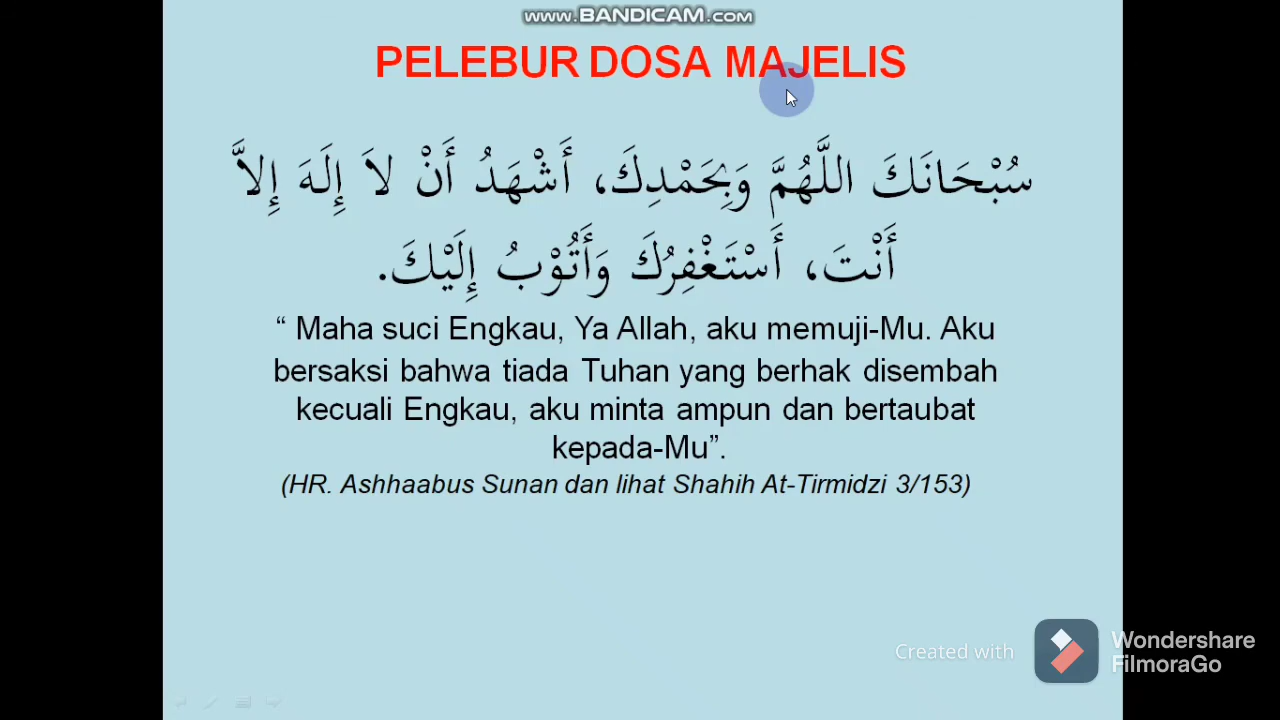 www.BANDICAM.com
PELEBUR DOSA MAJELIS
سُبْحَانَكَ اللَّهُمَّ وَبِحَمْدِكَ، أَشْهَدُ أَنْ لاَ إِلَهَ إِلاَّ
أَنْتَ، أَسْتَغْفِرُكَ وَأَتُوْبُ إِلَيْكَ.
“ Maha suci Engkau, Ya Allah, aku memuji-Mu. Aku
bersaksi bahwa tiada Tuhan yang berhak disembah
kecuali Engkau, aku minta ampun dan bertaubat
kepada-Mu”.
(HR. Ashhaabus Sunan dan lihat Shahih At-Tirmidzi 3/153)
Created with
Wondershare
FilmoraGo